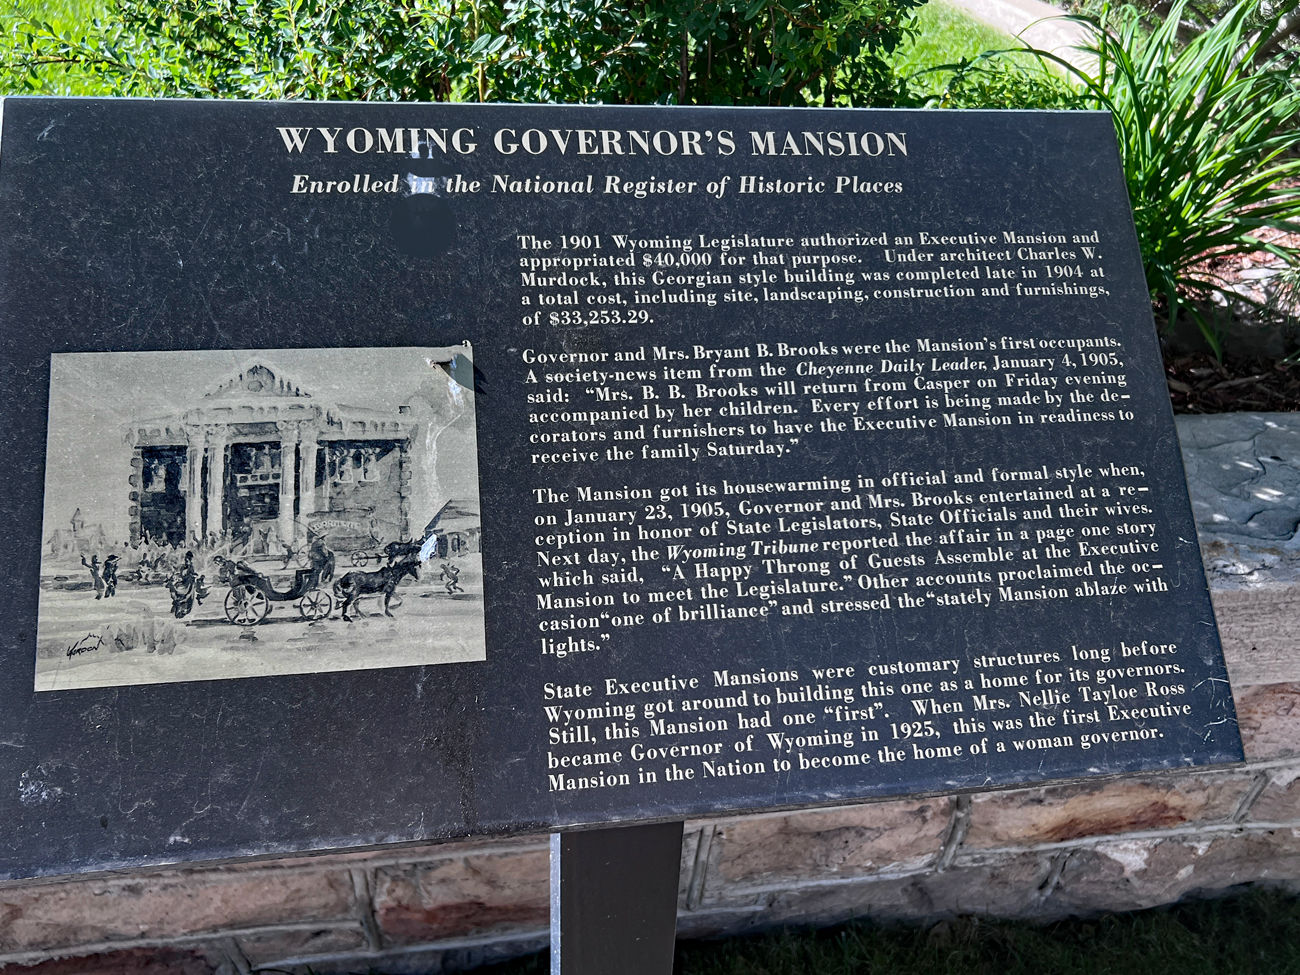 WYOMING GOVERNOR'S MANSION
Enrolled in the National Register of Historic Places
The 1901 Wyoming Legislature authorized an Executive Mansion and
appropriated $40,000 for that purpose. Under architect Charles W.
Murdock, this Georgian style building was completed late in 1904 at
a total cost, including site, landscaping, construction and furnishings,
of $33,253.29.
Governor and Mrs. Bryant B. Brooks were the Mansion's first occupants.
A society-news item from the Cheyenne Daily Leader, January 4, 1905,
said: "Mrs. B. B. Brooks will return from Casper on Friday evening
accompanied by her children. Every effort is being made by the de-
corators and furnishers to have the Executive Mansion in readiness to
receive the family Saturday."
The Mansion got its housewarming in official and formal style when,
on January 23, 1905, Governor and Mrs. Brooks entertained at a re-
ception in honor of State Legislators, State Officials and their wives.
Next day, the Wyoming Tribune reported the affair in a page one story
which said, "A Happy Throng of Guests Assemble at the Executive
Mansion to meet the Legislature." Other accounts proclaimed the oc-
casion "one of brilliance" and stressed the "stately Mansion ablaze with
lights."
State Executive Mansions were customary structures long before
Wyoming got around to building this one as a home for its governors.
Still, this Mansion had one "first". When Mrs. Nellie Tayloe Ross
became Governor of Wyoming in 1925, this was the first Executive
Mansion in the Nation to become the home of a woman governor.
GORDON